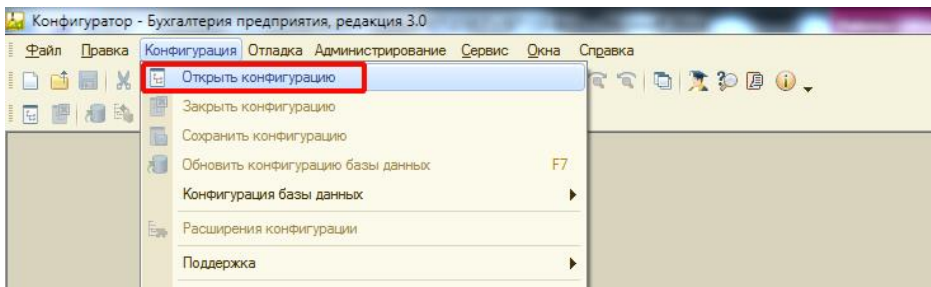 Конфигуратор - Бухгалтерия предприятия, редакция 3.0
Файл Правка Конфигурация Отладка Администрирование Сервис Окна Справка
Открыть конфигурацию
Закрыть конфигурацию
Сохранить конфигурацию
Обновить конфигурацию базы данных F7
Конфигурация базы данных
Расширения конфигурации
Поддержка